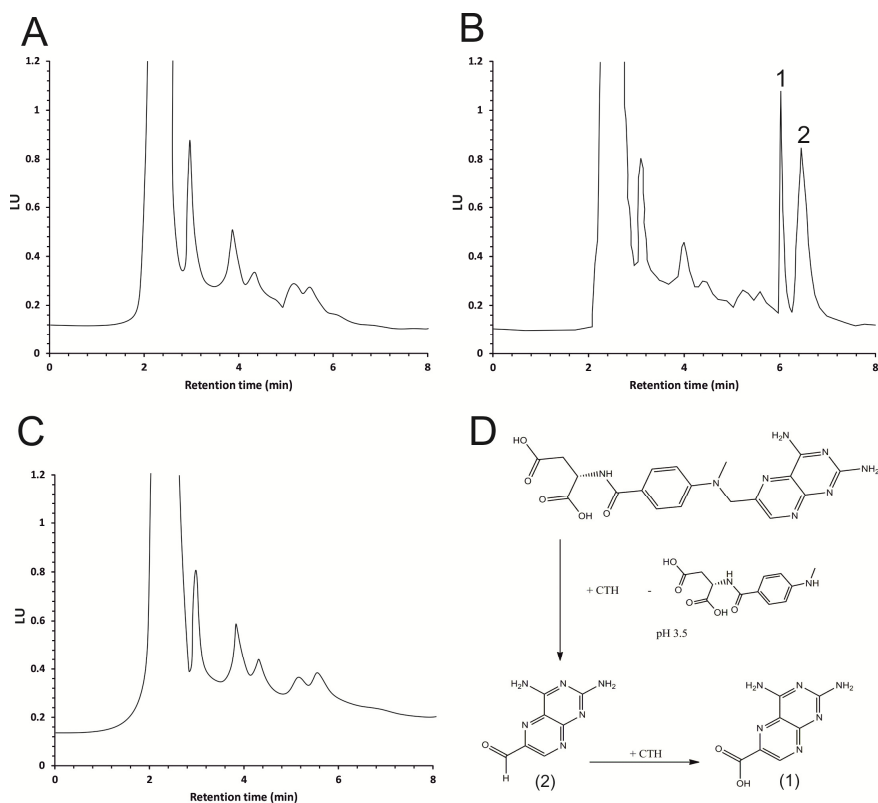 A
1.2
1
0.8
0.6
0.4
0.2
0
LU
0 2 4 6 8
Retention time (min)
B
1.2
1
0.8
0.6
0.4
0.2
0
LU
1
2
0 2 4 6 8
Retention time (min)
C
1.2
1
0.8
0.6
0.4
0.2
0
LU
0 2 4 6 8
Retention time (min)
D
HO
O
O
OH
NH
O
N
N
N
N
N
H₂N
NH₂
+ CTH -
pH 3.5
HO
O
O
OH
H
N
O
NH
H₂N
N
NH₂
N
N
N
O
H
(2)
+ CTH
H₂N
N
NH₂
N
N
N
O
OH
(1)